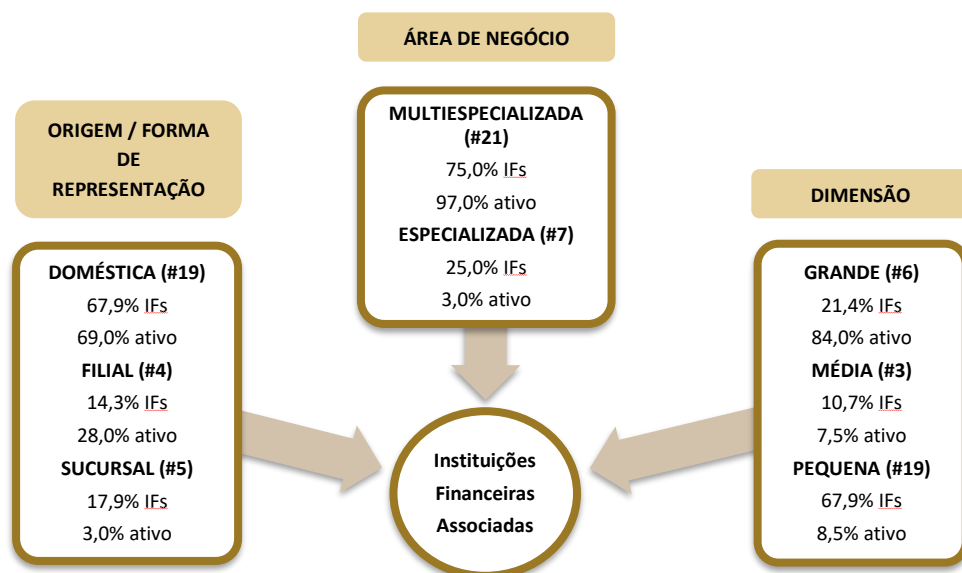 ÁREA DE NEGÓCIO
MULTIESPECIALIZADA
(#21)
75,0% IFs
97,0% ativo
ESPECIALIZADA (#7)
25,0% IFs
3,0% ativo
ORIGEM / FORMA
DE
REPRESENTAÇÃO
DOMÉSTICA (#19)
67,9% IFs
69,0% ativo
FILIAL (#4)
14,3% IFs
28,0% ativo
SUCURSAL (#5)
17,9% IFs
3,0% ativo
DIMENSÃO
GRANDE (#6)
21,4% IFs
84,0% ativo
MÉDIA (#3)
10,7% IFs
7,5% ativo
PEQUENA (#19)
67,9% IFs
8,5% ativo
Instituições
Financeiras
Associadas